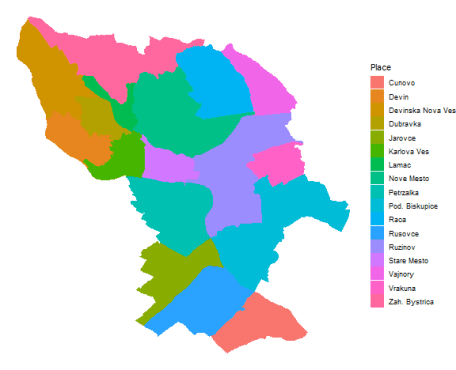 Place
Cunovo
Devin
Devinska Nova Ves
Dubravka
Jarovce
Karlova Ves
Lamac
Nove Mesto
Petrzalka
Pod. Biskupice
Raca
Rusovce
Ruzinov
Stare Mesto
Vajnory
Vrakuna
Zah. Bystrica